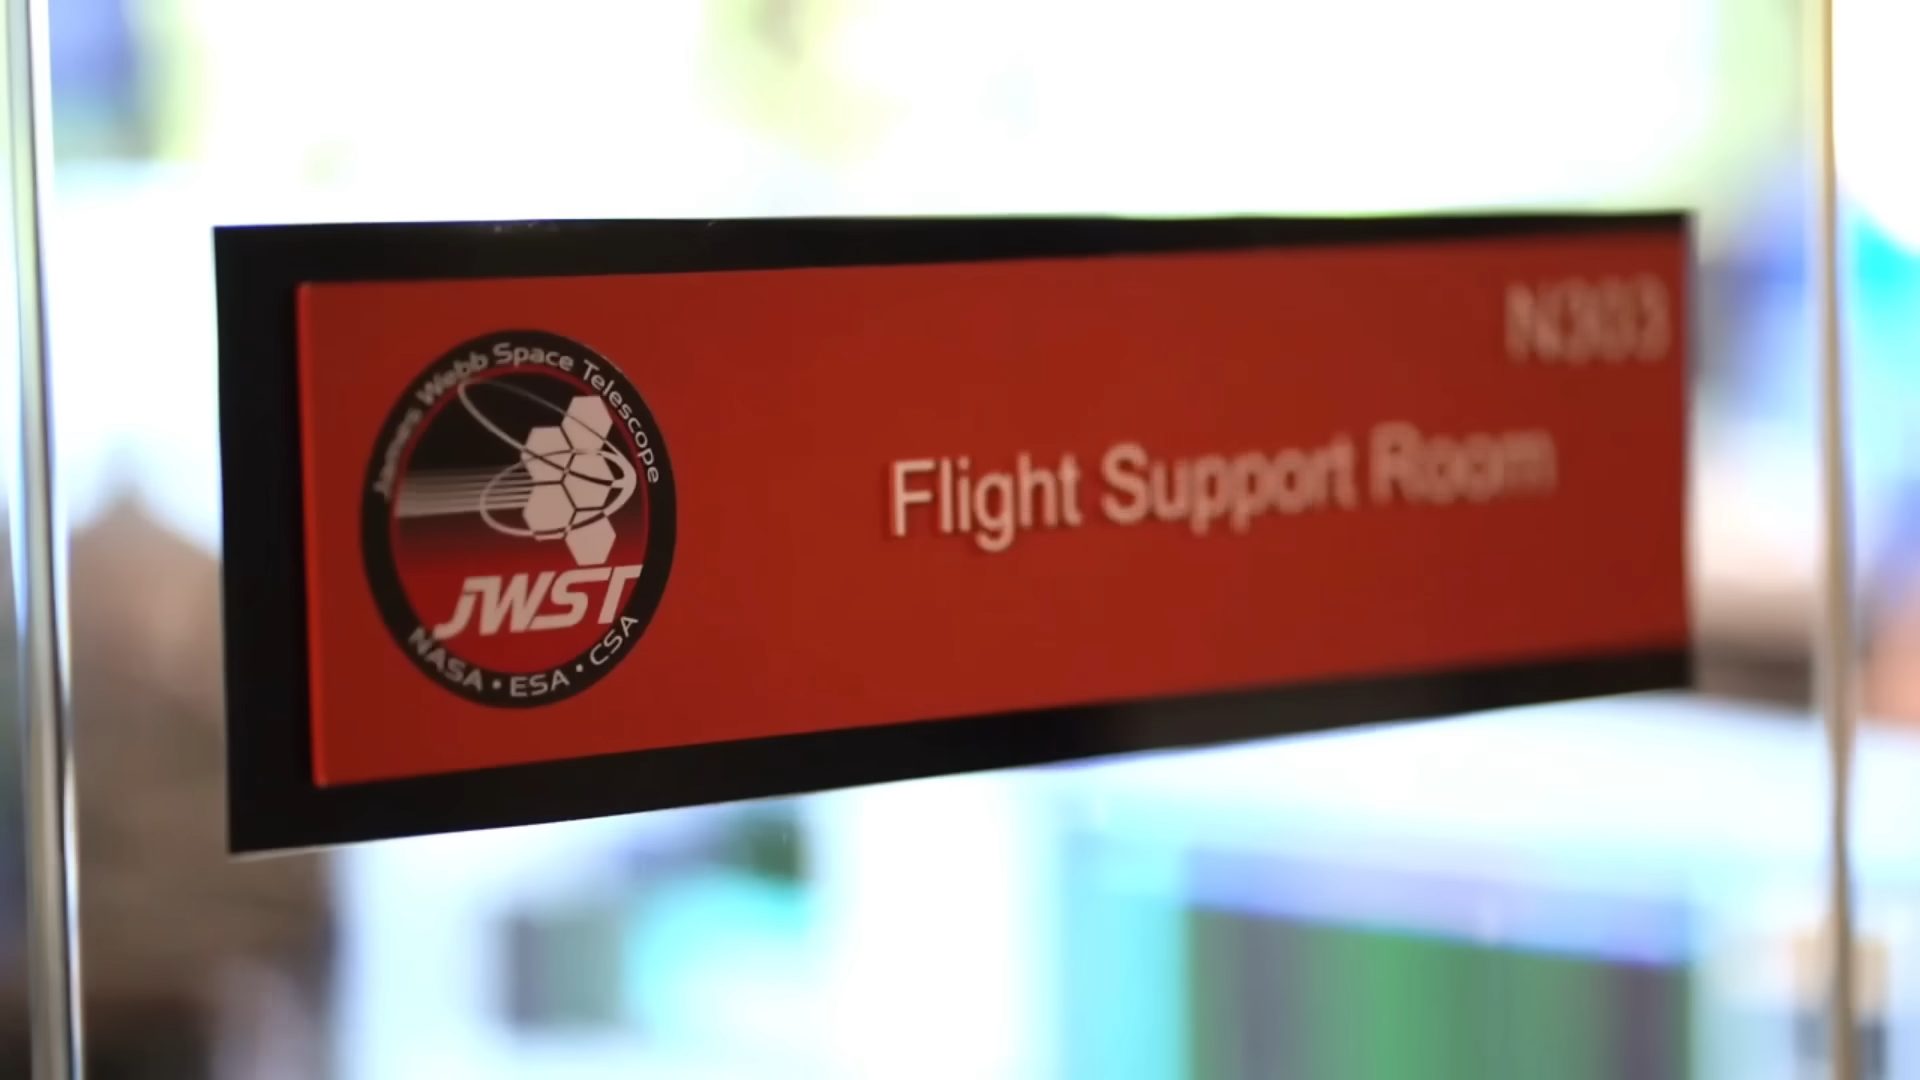 N303
Flight Support Room
James Webb Space Telescope
JWST
NASA • ESA • CSA